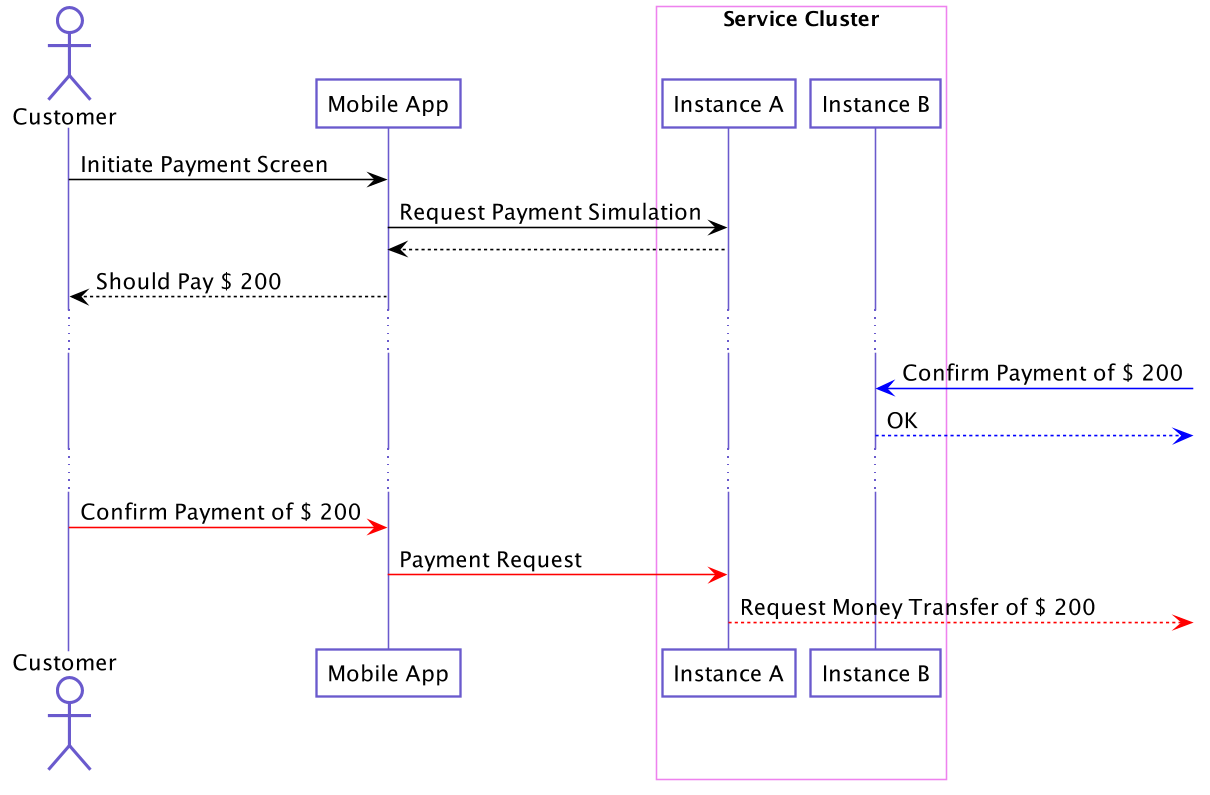 Service Cluster
Customer
Mobile App
Instance A
Instance B
Initiate Payment Screen
Request Payment Simulation
Should Pay $ 200
Confirm Payment of $ 200
OK
Confirm Payment of $ 200
Payment Request
Request Money Transfer of $ 200
Customer
Mobile App
Instance A
Instance B